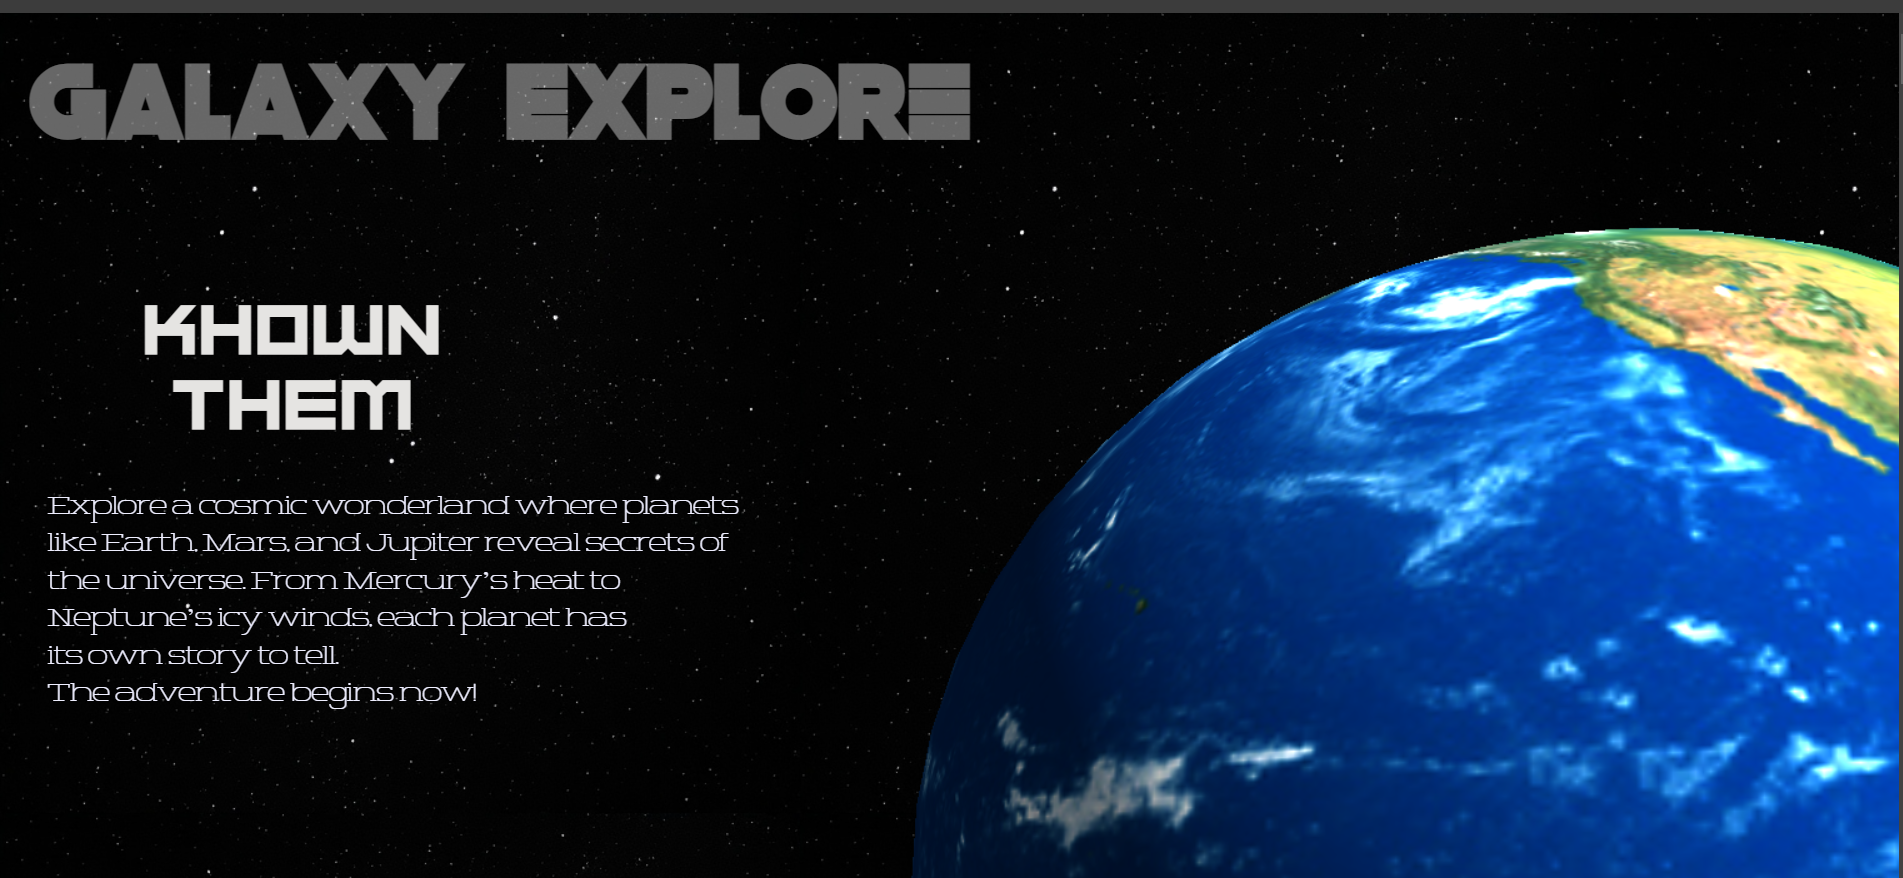 GALAXY EXPLORE
KHOWN
THEM
Explore a cosmic wonderland where planets
like Earth, Mars, and Jupiter reveal secrets of
the universe. From Mercury's heat to
Neptune's icy winds, each planet has
its own story to tell.
The adventure begins now!